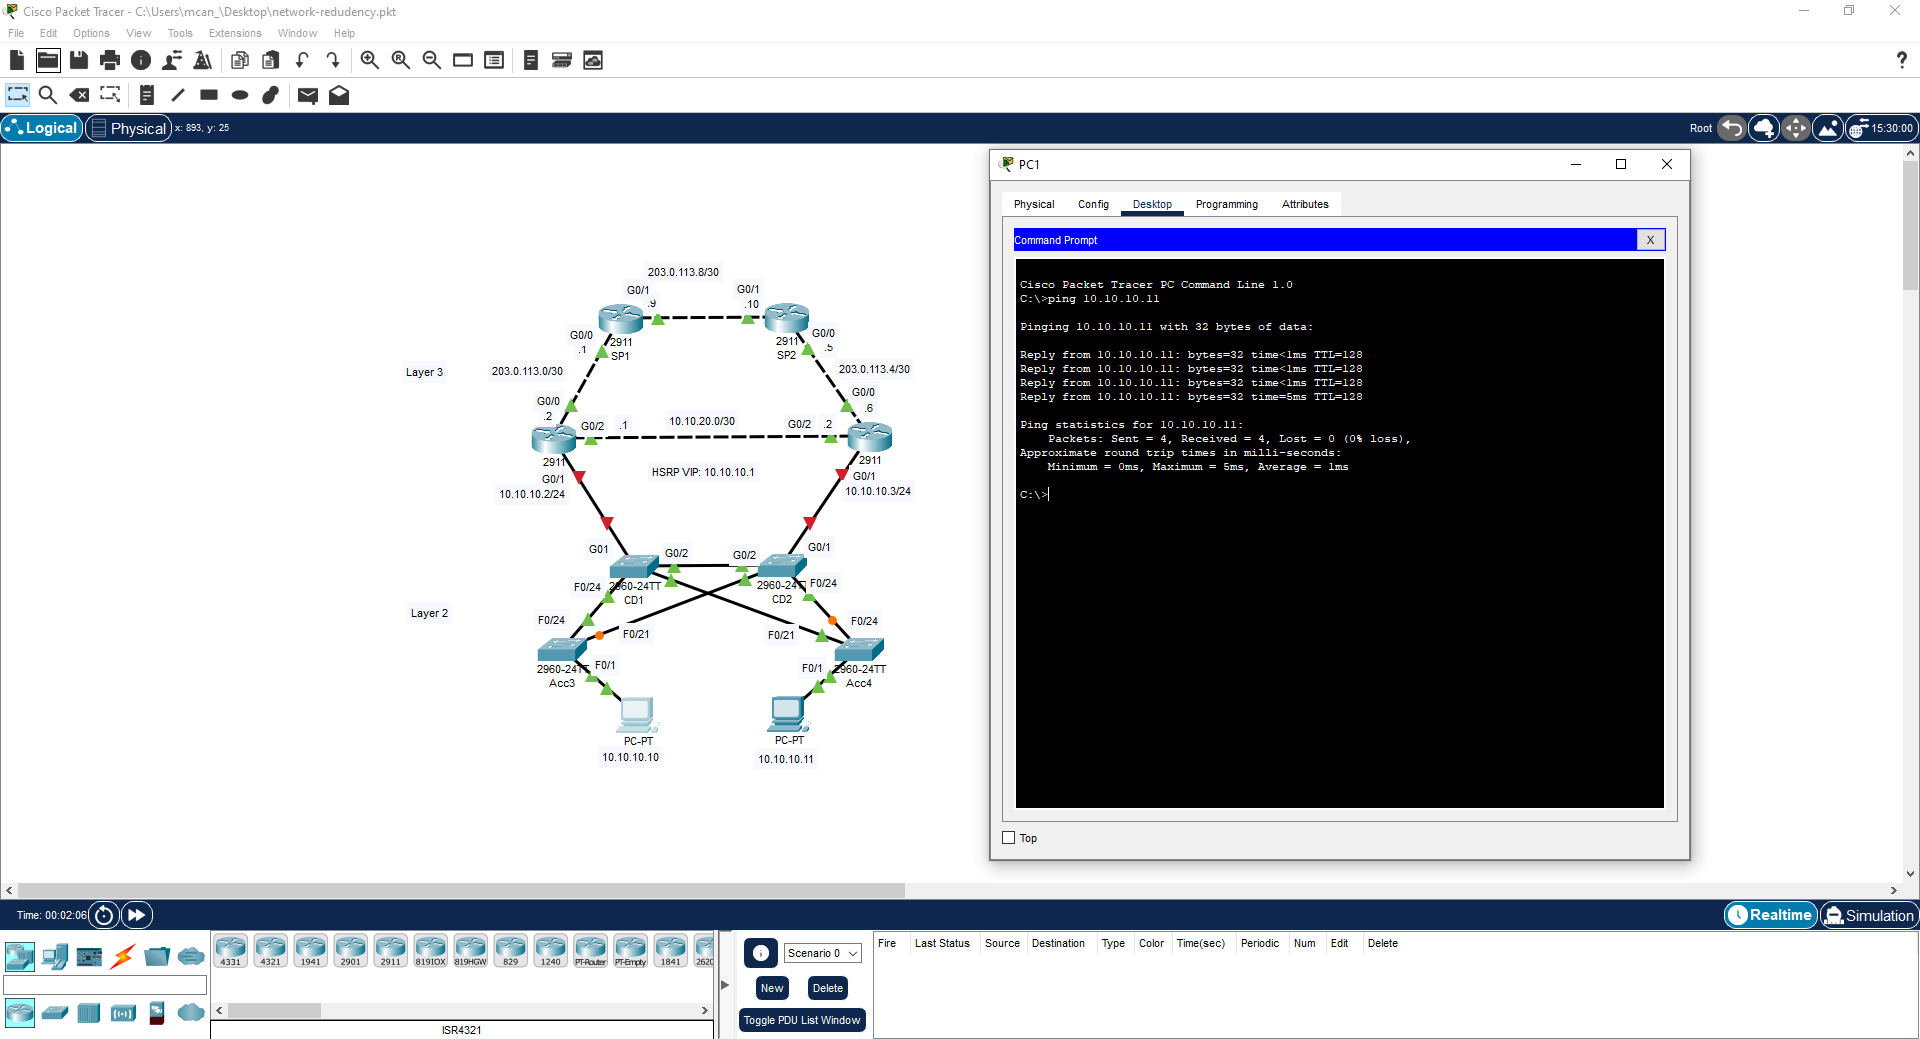 Cisco Packet Tracer - C:\Users\mcan_\Desktop\network-redudency.pkt
File Edit Options View Tools Extensions Window Help
?
Logical
Physical
x: 893, y: 25
Root
15:30:00
203.0.113.8/30
G0/1
G0/1
.9
.10
G0/0
.1
2911
SP1
2911
SP2
G0/0
.5
Layer 3
203.0.113.0/30
203.0.113.4/30
G0/0
.2
G0/0
.6
G0/2
.1
10.10.20.0/30
G0/2
.2
2911
2911
G0/1
10.10.10.2/24
HSRP VIP: 10.10.10.1
G0/1
10.10.10.3/24
G01
G0/2
G0/2
G0/1
F0/24
2960-24TT
CD1
2960-24T
CD2
F0/24
Layer 2
F0/24
F0/21
F0/21
F0/24
2960-24TT
Acc3
F0/1
F0/1
2960-24TT
Acc4
PC-PT
10.10.10.10
PC-PT
10.10.10.11
PC1
Physical Config Desktop Programming Attributes
Command Prompt
X
Cisco Packet Tracer PC Command Line 1.0
C:\>ping 10.10.10.11
Pinging 10.10.10.11 with 32 bytes of data:
Reply from 10.10.10.11: bytes=32 time<1ms TTL=128
Reply from 10.10.10.11: bytes=32 time<1ms TTL=128
Reply from 10.10.10.11: bytes=32 time<1ms TTL=128
Reply from 10.10.10.11: bytes=32 time=5ms TTL=128
Ping statistics for 10.10.10.11:
Packets: Sent = 4, Received = 4, Lost = 0 (0% loss),
Approximate round trip times in milli-seconds:
Minimum = 0ms, Maximum = 5ms, Average = 1ms
C:\>
Top
Time: 00:02:06
Realtime
Simulation
4331 4321 1941 2901 2911 819IOX 819HGW 829 1240 PT-Router PT-Empty 1841 262
ISR4321
Scenario 0
New
Delete
Toggle PDU List Window
Fire Last Status Source Destination Type Color Time(sec) Periodic Num Edit Delete